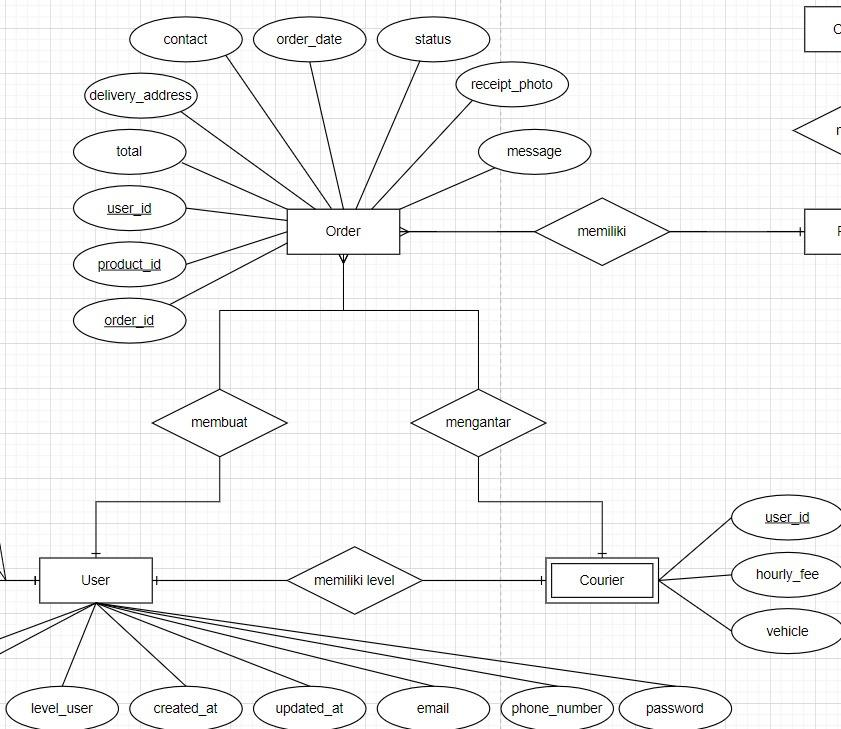 contact
order_date
status
receipt_photo
delivery_address
total
message
user_id
Order
memiliki
product_id
order_id
membuat
mengantar
user_id
User
memiliki level
Courier
hourly_fee
vehicle
level_user
created_at
updated_at
email
phone_number
password